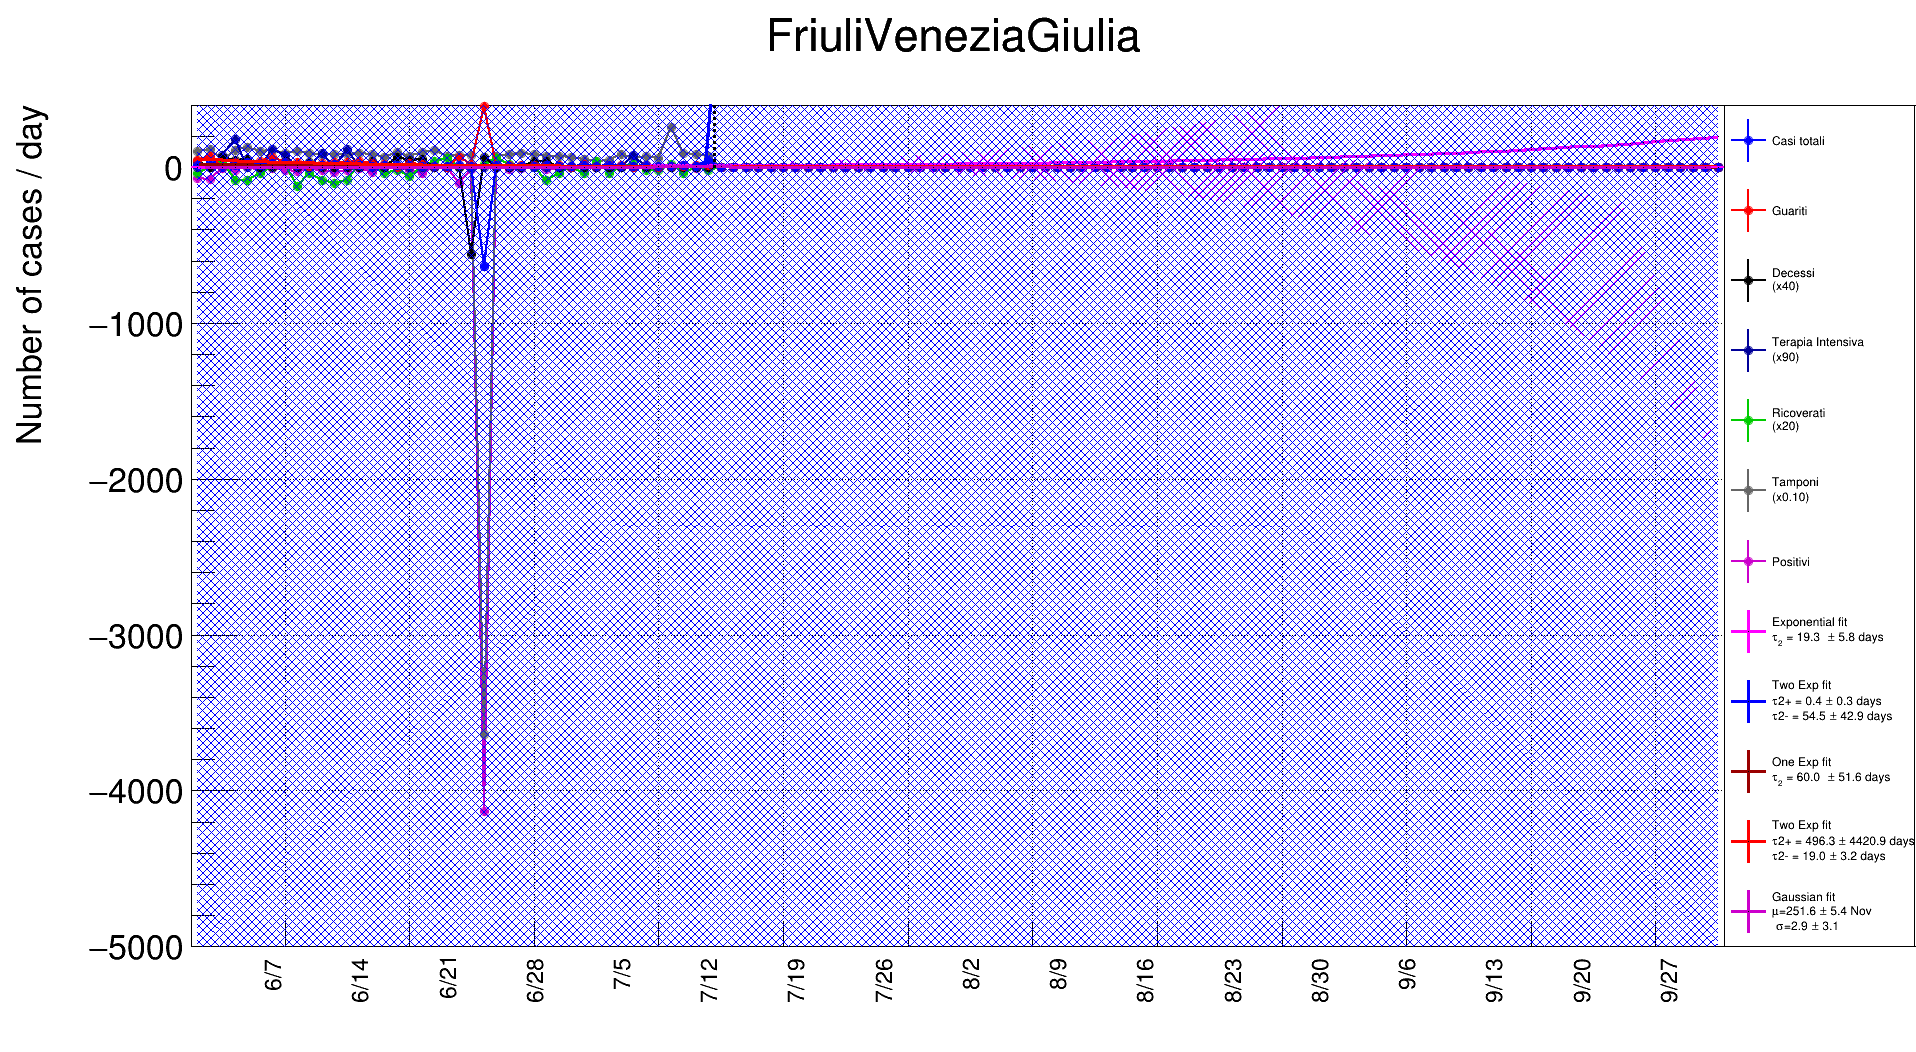 FriuliVeneziaGiulia
Number of cases / day
0
−1000
−2000
−3000
−4000
−5000
6/7
6/14
6/21
6/28
7/5
7/12
7/19
7/26
8/2
8/9
8/16
8/23
8/30
9/6
9/13
9/20
9/27
Casi totali
Guariti
Decessi
(x40)
Terapia Intensiva
(x90)
Ricoverati
(x20)
Tamponi
(x0.10)
Positivi
Exponential fit
τ2 = 19.3 ± 5.8 days
Two Exp fit
τ2+ = 0.4 ± 0.3 days
τ2- = 54.5 ± 42.9 days
One Exp fit
τ2 = 60.0 ± 51.6 days
Two Exp fit
τ2+ = 496.3 ± 4420.9 days
τ2- = 19.0 ± 3.2 days
Gaussian fit
μ=251.6 ± 5.4 Nov
σ=2.9 ± 3.1